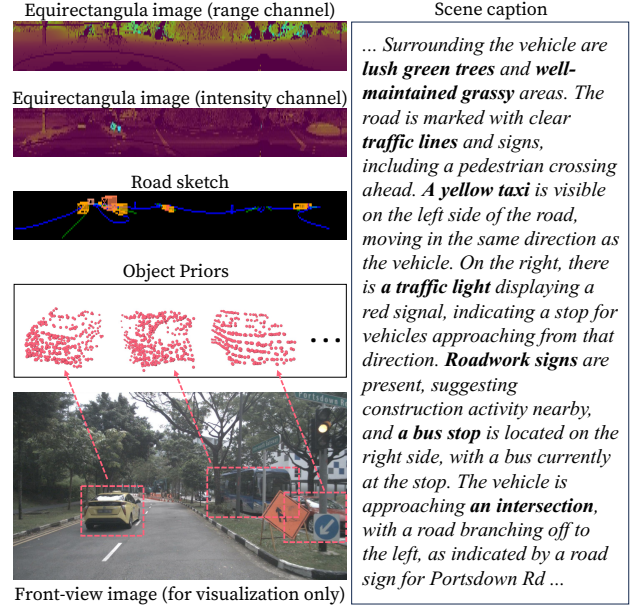 Equirectangula image (range channel)
Equirectangula image (intensity channel)
Road sketch
Object Priors
...
Portsdown Rd
Front-view image (for visualization only)
Scene caption
... Surrounding the vehicle are
lush green trees and well-
maintained grassy areas. The
road is marked with clear
traffic lines and signs,
including a pedestrian crossing
ahead. A yellow taxi is visible
on the left side of the road,
moving in the same direction as
the vehicle. On the right, there
is a traffic light displaying a
red signal, indicating a stop for
vehicles approaching from that
direction. Roadwork signs are
present, suggesting
construction activity nearby,
and a bus stop is located on the
right side, with a bus currently
at the stop. The vehicle is
approaching an intersection,
with a road branching off to
the left, as indicated by a road
sign for Portsdown Rd ...